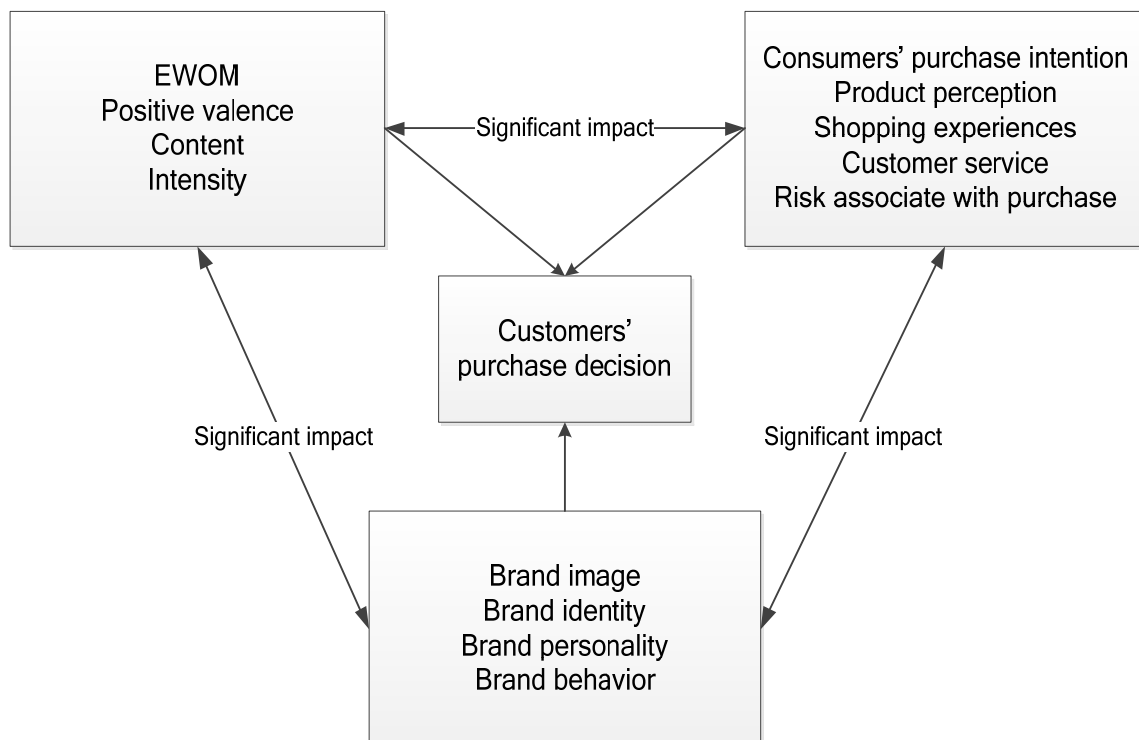 EWOM
Positive valence
Content
Intensity
Significant impact
Consumers’ purchase intention
Product perception
Shopping experiences
Customer service
Risk associate with purchase
Customers’
purchase decision
Significant impact
Significant impact
Brand image
Brand identity
Brand personality
Brand behavior